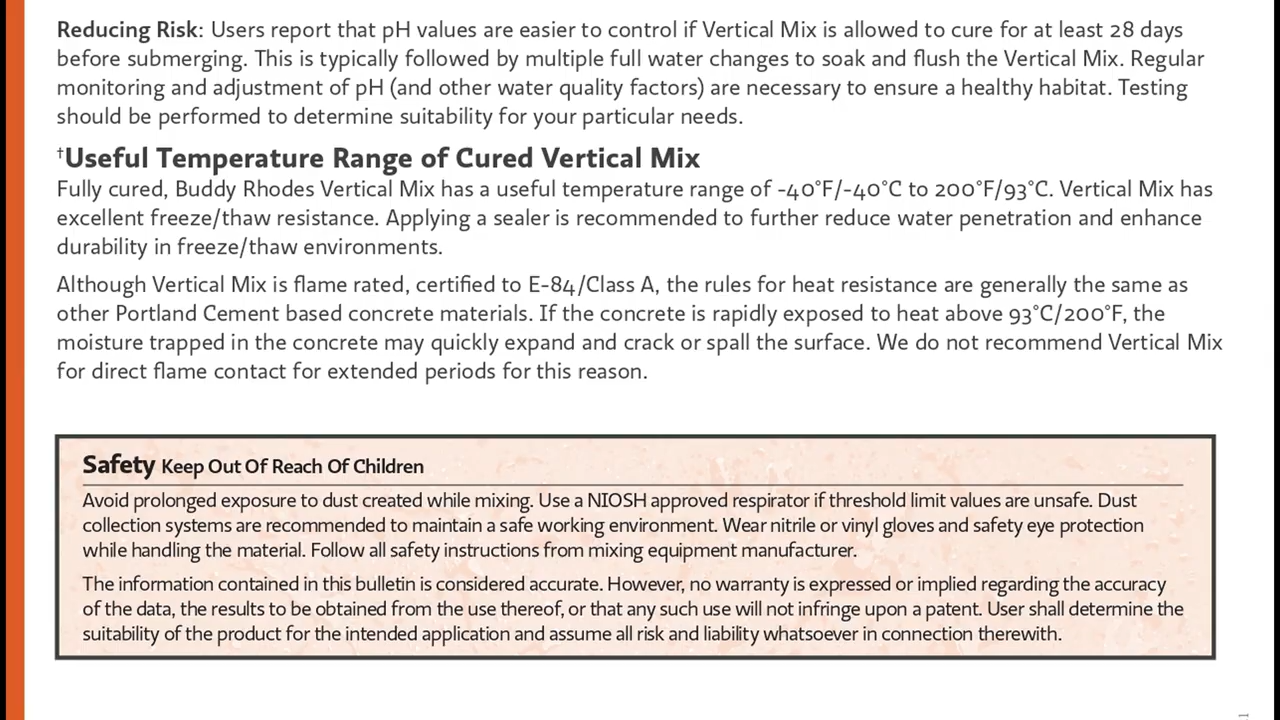 Reducing Risk: Users report that pH values are easier to control if Vertical Mix is allowed to cure for at least 28 days
before submerging. This is typically followed by multiple full water changes to soak and flush the Vertical Mix. Regular
monitoring and adjustment of pH (and other water quality factors) are necessary to ensure a healthy habitat. Testing
should be performed to determine suitability for your particular needs.
†Useful Temperature Range of Cured Vertical Mix
Fully cured, Buddy Rhodes Vertical Mix has a useful temperature range of -40°F/-40°C to 200°F/93°C. Vertical Mix has
excellent freeze/thaw resistance. Applying a sealer is recommended to further reduce water penetration and enhance
durability in freeze/thaw environments.
Although Vertical Mix is flame rated, certified to E-84/Class A, the rules for heat resistance are generally the same as
other Portland Cement based concrete materials. If the concrete is rapidly exposed to heat above 93°C/200°F, the
moisture trapped in the concrete may quickly expand and crack or spall the surface. We do not recommend Vertical Mix
for direct flame contact for extended periods for this reason.
Safety Keep Out Of Reach Of Children
Avoid prolonged exposure to dust created while mixing. Use a NIOSH approved respirator if threshold limit values are unsafe. Dust
collection systems are recommended to maintain a safe working environment. Wear nitrile or vinyl gloves and safety eye protection
while handling the material. Follow all safety instructions from mixing equipment manufacturer.
The information contained in this bulletin is considered accurate. However, no warranty is expressed or implied regarding the accuracy
of the data, the results to be obtained from the use thereof, or that any such use will not infringe upon a patent. User shall determine the
suitability of the product for the intended application and assume all risk and liability whatsoever in connection therewith.